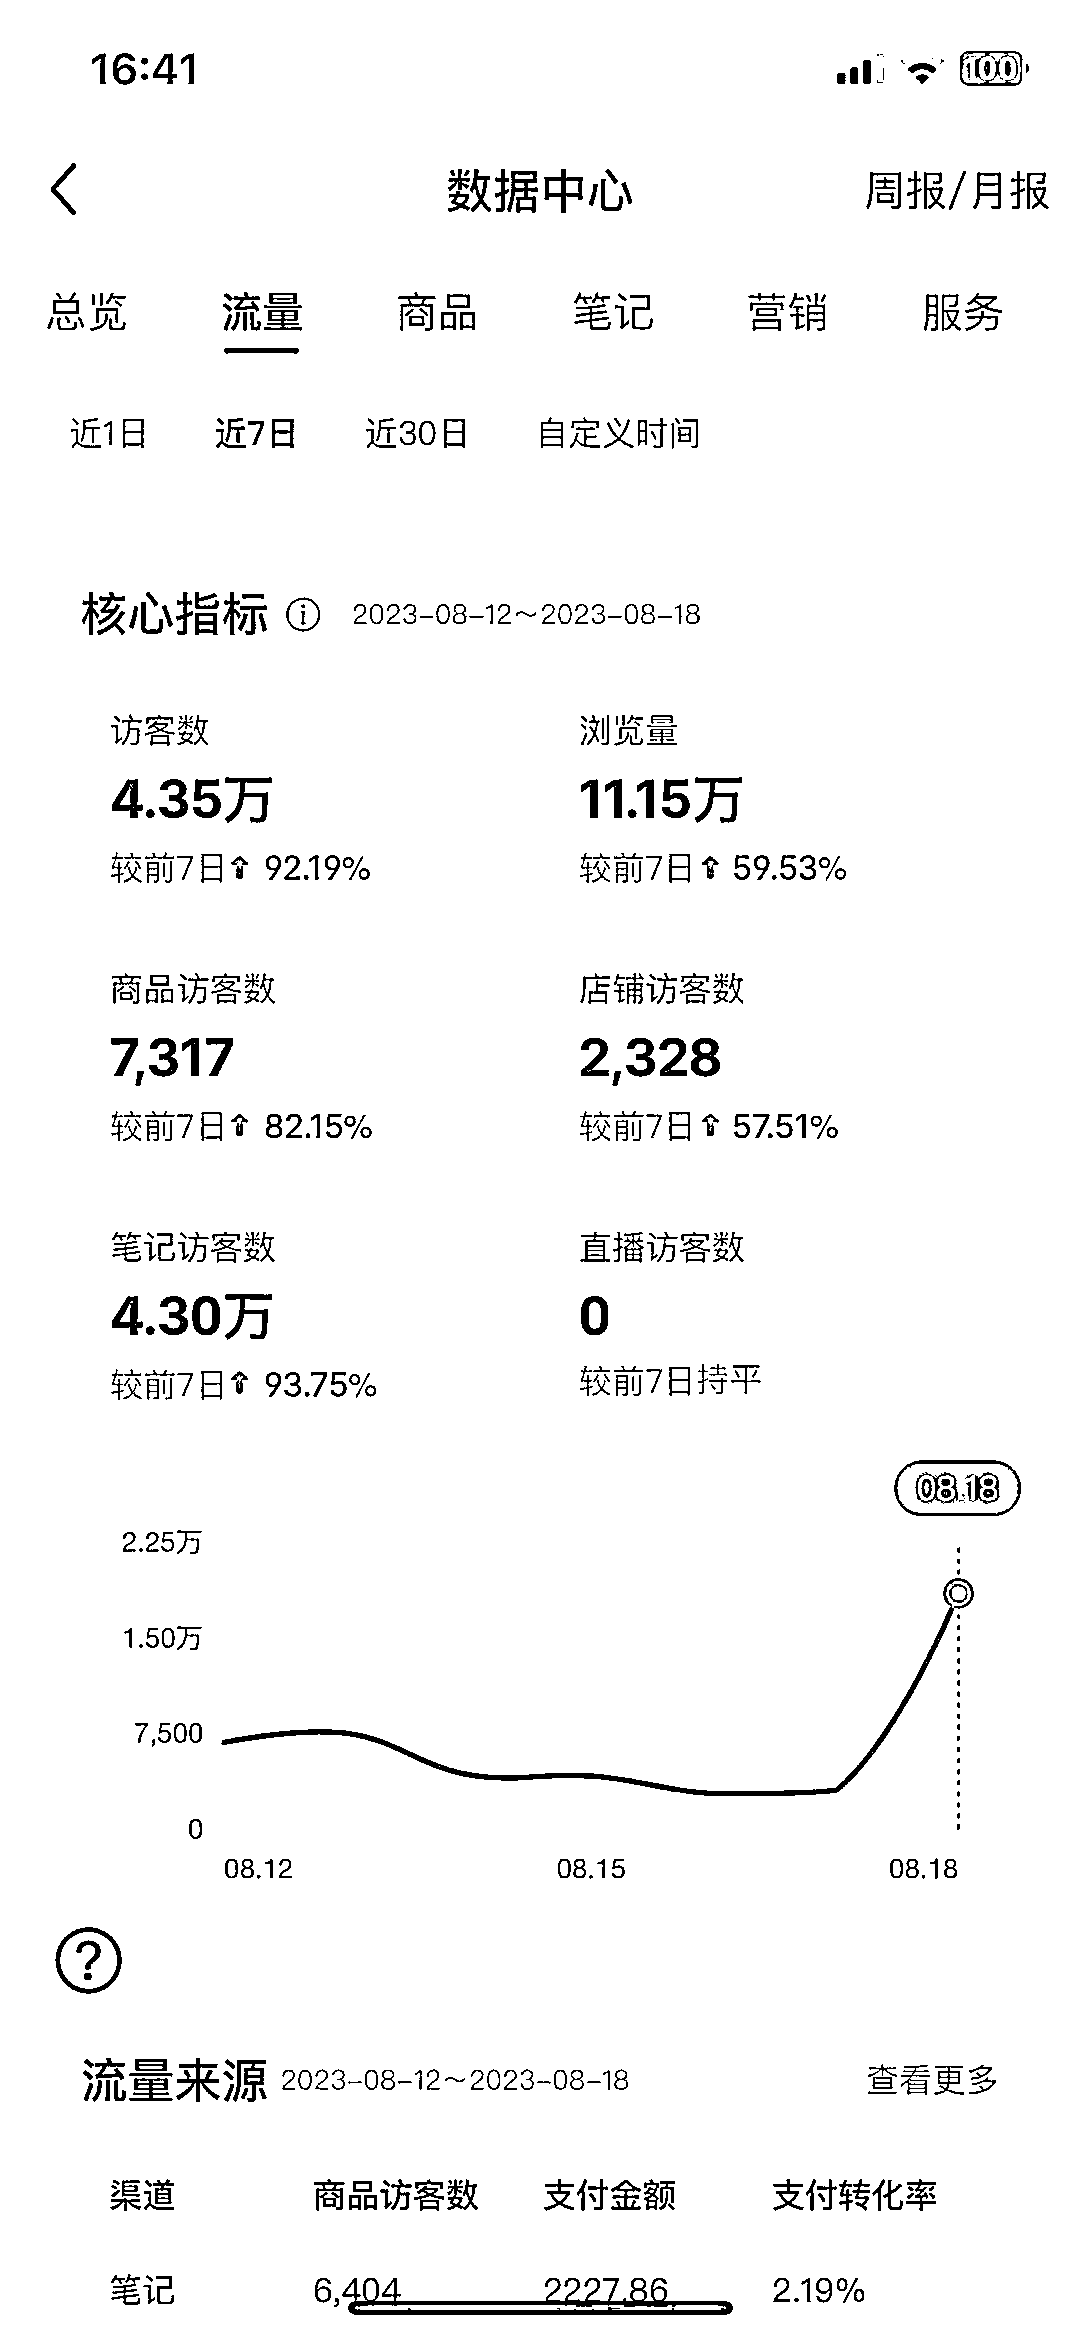 16:41
100
数据中心 周报/月报
总览 流量 商品 笔记 营销 服务
近1日 近7日 近30日 自定义时间
核心指标 2023-08-12~2023-08-18
访客数 浏览量
4.35万 11.15万
较前7日 92.19% 较前7日 59.53%
商品访客数 店铺访客数
7,317 2,328
较前7日 82.15% 较前7日 57.51%
笔记访客数 直播访客数
4.30万 0
较前7日 93.75% 较前7日持平
08.18
2.25万
1.50万
7,500
0
08.12 08.15 08.18
?
流量来源 2023-08-12~2023-08-18 查看更多
渠道 商品访客数 支付金额 支付转化率
笔记 6,404 2227.86 2.19%